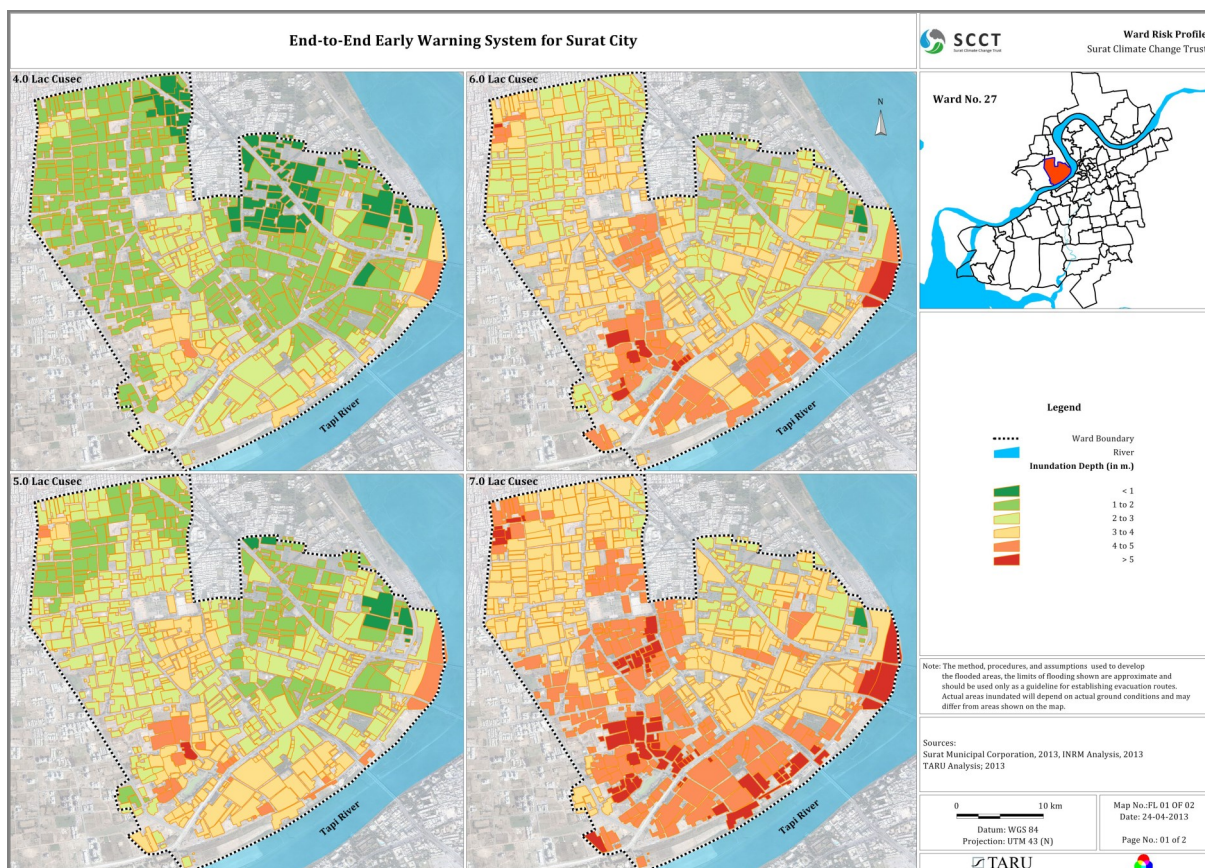 End-to-End Early Warning System for Surat City
SCCT
Surat Climate Change Trust
Ward Risk Profile
Surat Climate Change Trust
4.0 Lac Cusec
Tapi River
6.0 Lac Cusec
N
Tapi River
Ward No. 27
5.0 Lac Cusec
Tapi River
7.0 Lac Cusec
Tapi River
Legend
Ward Boundary
River
Inundation Depth (in m.)
< 1
1 to 2
2 to 3
3 to 4
4 to 5
> 5
Note: The method, procedures, and assumptions used to develop
the flooded areas, the limits of flooding shown are approximate and
should be used only as a guideline for establishing evacuation routes.
Actual areas inundated will depend on actual ground conditions and may
differ from areas shown on the map.
Sources:
Surat Municipal Corporation, 2013, INRM Analysis, 2013
TARU Analysis; 2013
0 10 km
Datum: WGS 84
Projection: UTM 43 (N)
Map No.:FL 01 OF 02
Date: 24-04-2013
Page No.: 01 of 2
TARU